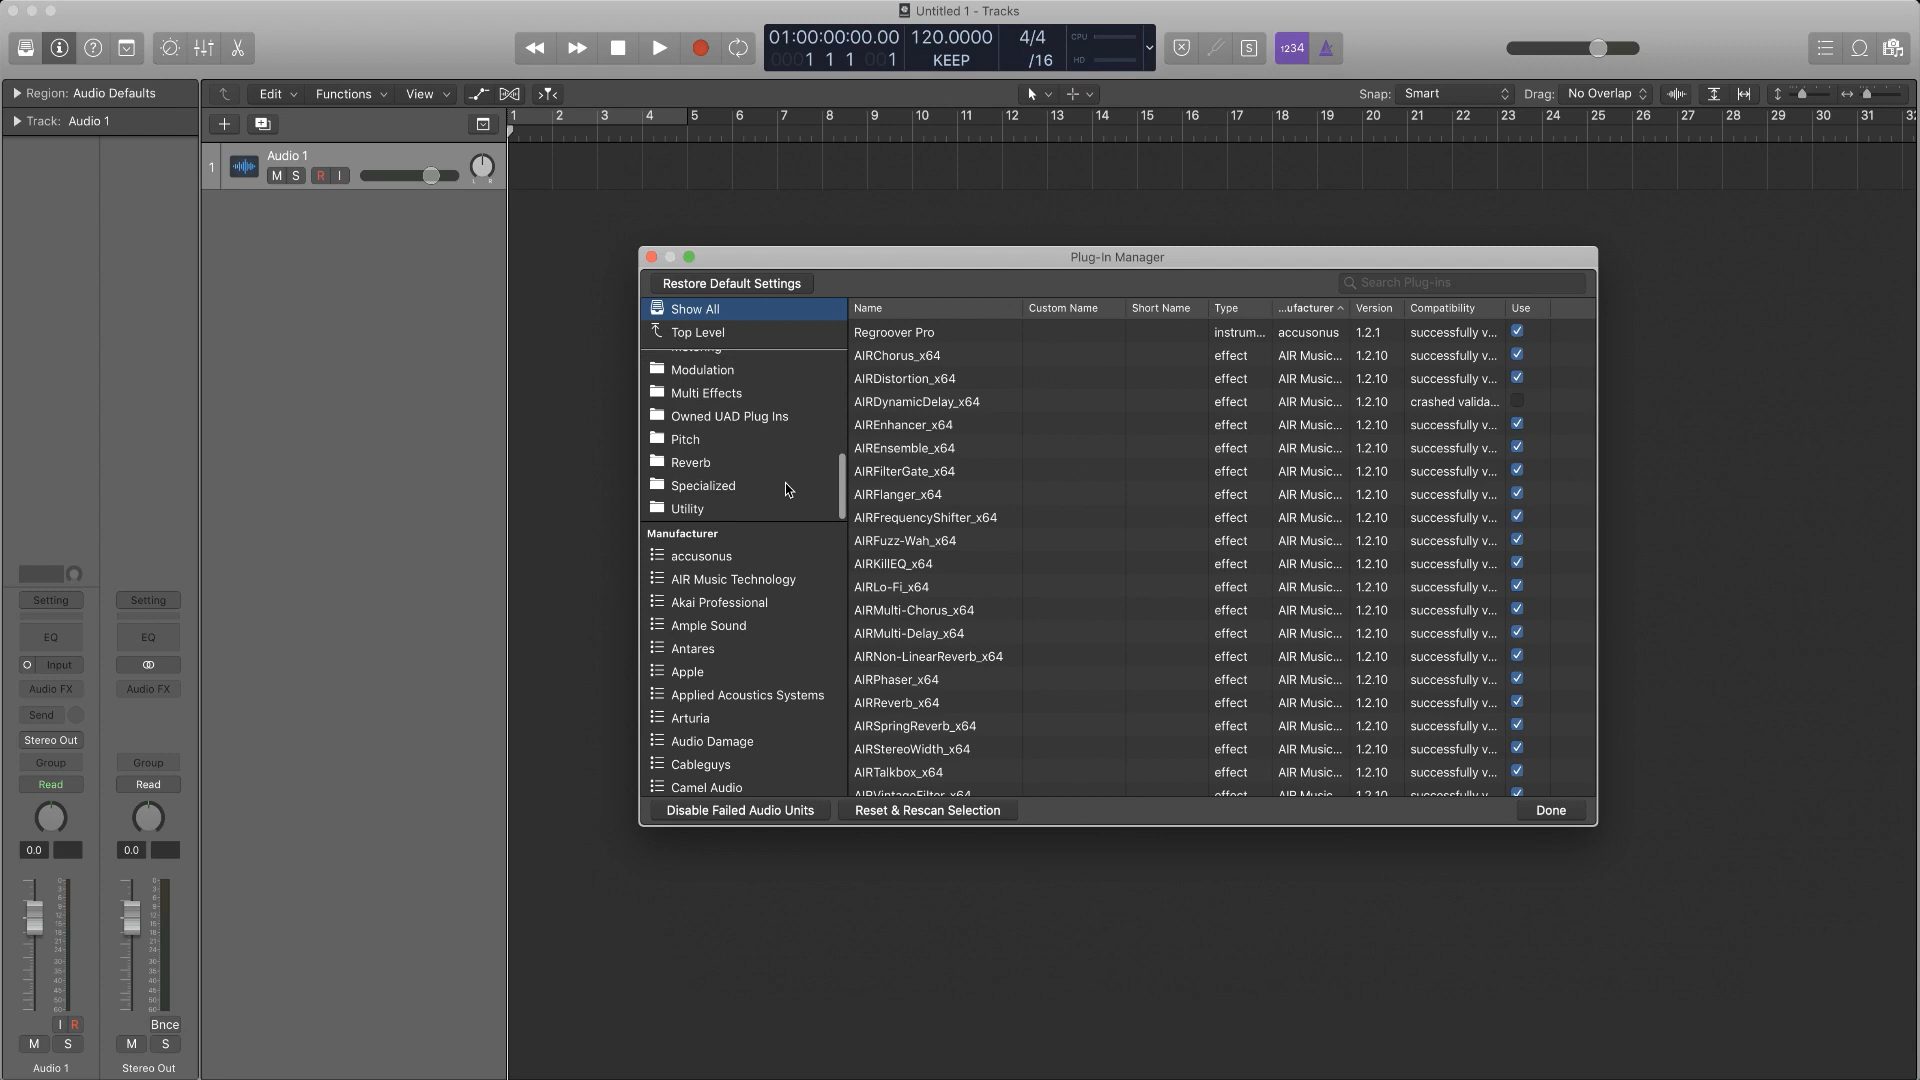 Untitled 1 - Tracks
01:00:00:00.00 120.0000 4/4 CPU
0001 1 1 001 KEEP /16 HD
S 1234
Region: Audio Defaults
Edit Functions View Snap: Smart Drag: No Overlap
Track: Audio 1
1 2 3 4 5 6 7 8 9 10 11 12 13 14 15 16 17 18 19 20 21 22 23 24 25 26 27 28 29 30 31
1 Audio 1
M S R I L R
Plug-In Manager
Restore Default Settings Search Plug-ins
Show All
Top Level
Metering
Modulation
Multi Effects
Owned UAD Plug Ins
Pitch
Reverb
Specialized
Utility
Manufacturer
accusonus
AIR Music Technology
Akai Professional
Ample Sound
Antares
Apple
Applied Acoustics Systems
Arturia
Audio Damage
Cableguys
Camel Audio
Name Custom Name Short Name Type ...ufacturer Version Compatibility Use
Regroover Pro instrum... accusonus 1.2.1 successfully v...
AIRChorus_x64 effect AIR Music... 1.2.10 successfully v...
AIRDistortion_x64 effect AIR Music... 1.2.10 successfully v...
AIRDynamicDelay_x64 effect AIR Music... 1.2.10 crashed valida...
AIREnhancer_x64 effect AIR Music... 1.2.10 successfully v...
AIREnsemble_x64 effect AIR Music... 1.2.10 successfully v...
AIRFilterGate_x64 effect AIR Music... 1.2.10 successfully v...
AIRFlanger_x64 effect AIR Music... 1.2.10 successfully v...
AIRFrequencyShifter_x64 effect AIR Music... 1.2.10 successfully v...
AIRFuzz-Wah_x64 effect AIR Music... 1.2.10 successfully v...
AIRKillEQ_x64 effect AIR Music... 1.2.10 successfully v...
AIRLo-Fi_x64 effect AIR Music... 1.2.10 successfully v...
AIRMulti-Chorus_x64 effect AIR Music... 1.2.10 successfully v...
AIRMulti-Delay_x64 effect AIR Music... 1.2.10 successfully v...
AIRNon-LinearReverb_x64 effect AIR Music... 1.2.10 successfully v...
AIRPhaser_x64 effect AIR Music... 1.2.10 successfully v...
AIRReverb_x64 effect AIR Music... 1.2.10 successfully v...
AIRSpringReverb_x64 effect AIR Music... 1.2.10 successfully v...
AIRStereoWidth_x64 effect AIR Music... 1.2.10 successfully v...
AIRTalkbox_x64 effect AIR Music... 1.2.10 successfully v...
AIRVintageFilter_x64 effect AIR Music... 1.2.10 successfully v...
Disable Failed Audio Units Reset & Rescan Selection Done
Setting Setting
EQ EQ
Input
Audio FX Audio FX
Send
Stereo Out
Group Group
Read Read
0.0 0.0
I R Bnce
M S M S
Audio 1 Stereo Out